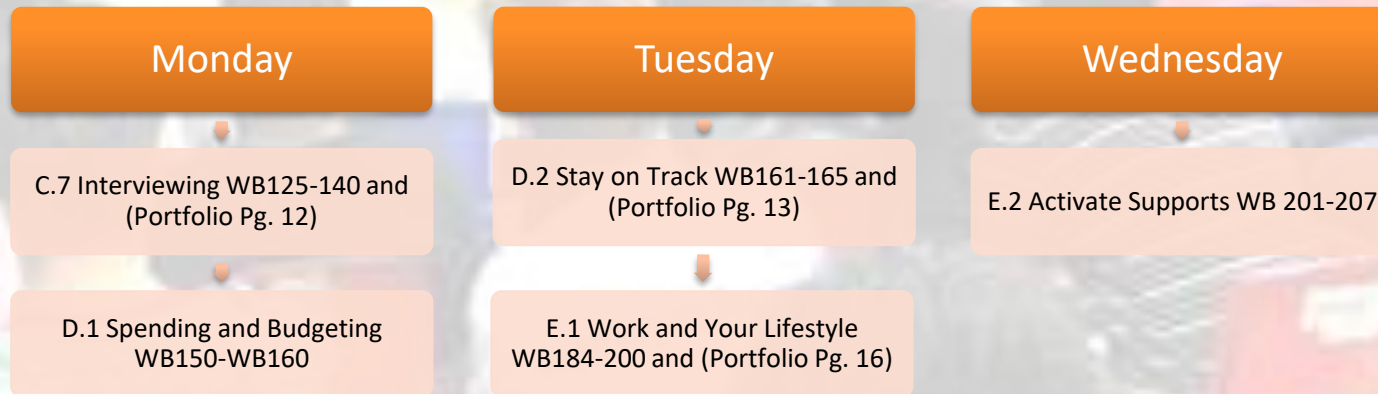 Monday
C.7 Interviewing WB125-140 and
(Portfolio Pg. 12)
D.1 Spending and Budgeting
WB150-WB160
Tuesday
D.2 Stay on Track WB161-165 and
(Portfolio Pg. 13)
E.1 Work and Your Lifestyle
WB184-200 and (Portfolio Pg. 16)
Wednesday
E.2 Activate Supports WB 201-207